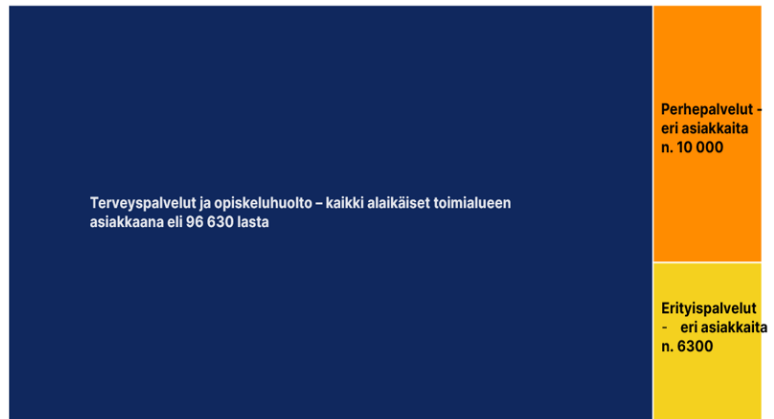 Terveyspalvelut ja opiskeluhuolto – kaikki alaikäiset toimialueen
asiakkaana eli 96 630 lasta
Perhepalvelut -
eri asiakkaita
n. 10 000
Erityispalvelut
- eri asiakkaita
n. 6300